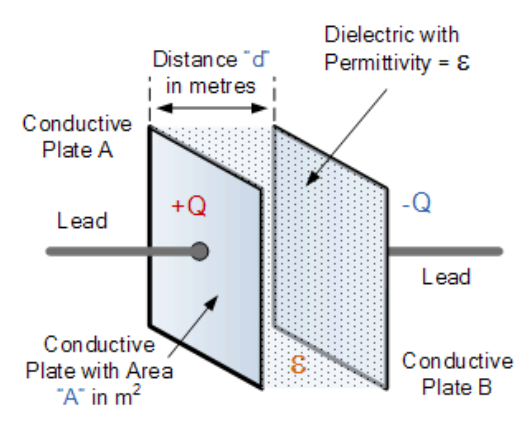 Dielectric with
Permittivity = ε
Distance "d"
in metres
Conductive
Plate A
+Q
-Q
Lead
Lead
ε
Conductive
Plate with Area
"A" in m²
Conductive
Plate B